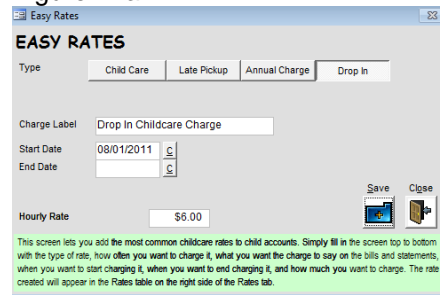 Easy Rates
EASY RATES
Type Child Care Late Pickup Annual Charge Drop In
Charge Label Drop In Childcare Charge
Start Date 08/01/2011 C
End Date C
Save Close
Hourly Rate $6.00
This screen lets you add the most common childcare rates to child accounts. Simply fill in the screen top to bottom
with the type of rate, how often you want to charge it, what you want the charge to say on the bills and statements,
when you want to start charging it, when you want to end charging it, and how much you want to charge. The rate
created will appear in the Rates table on the right side of the Rates tab.